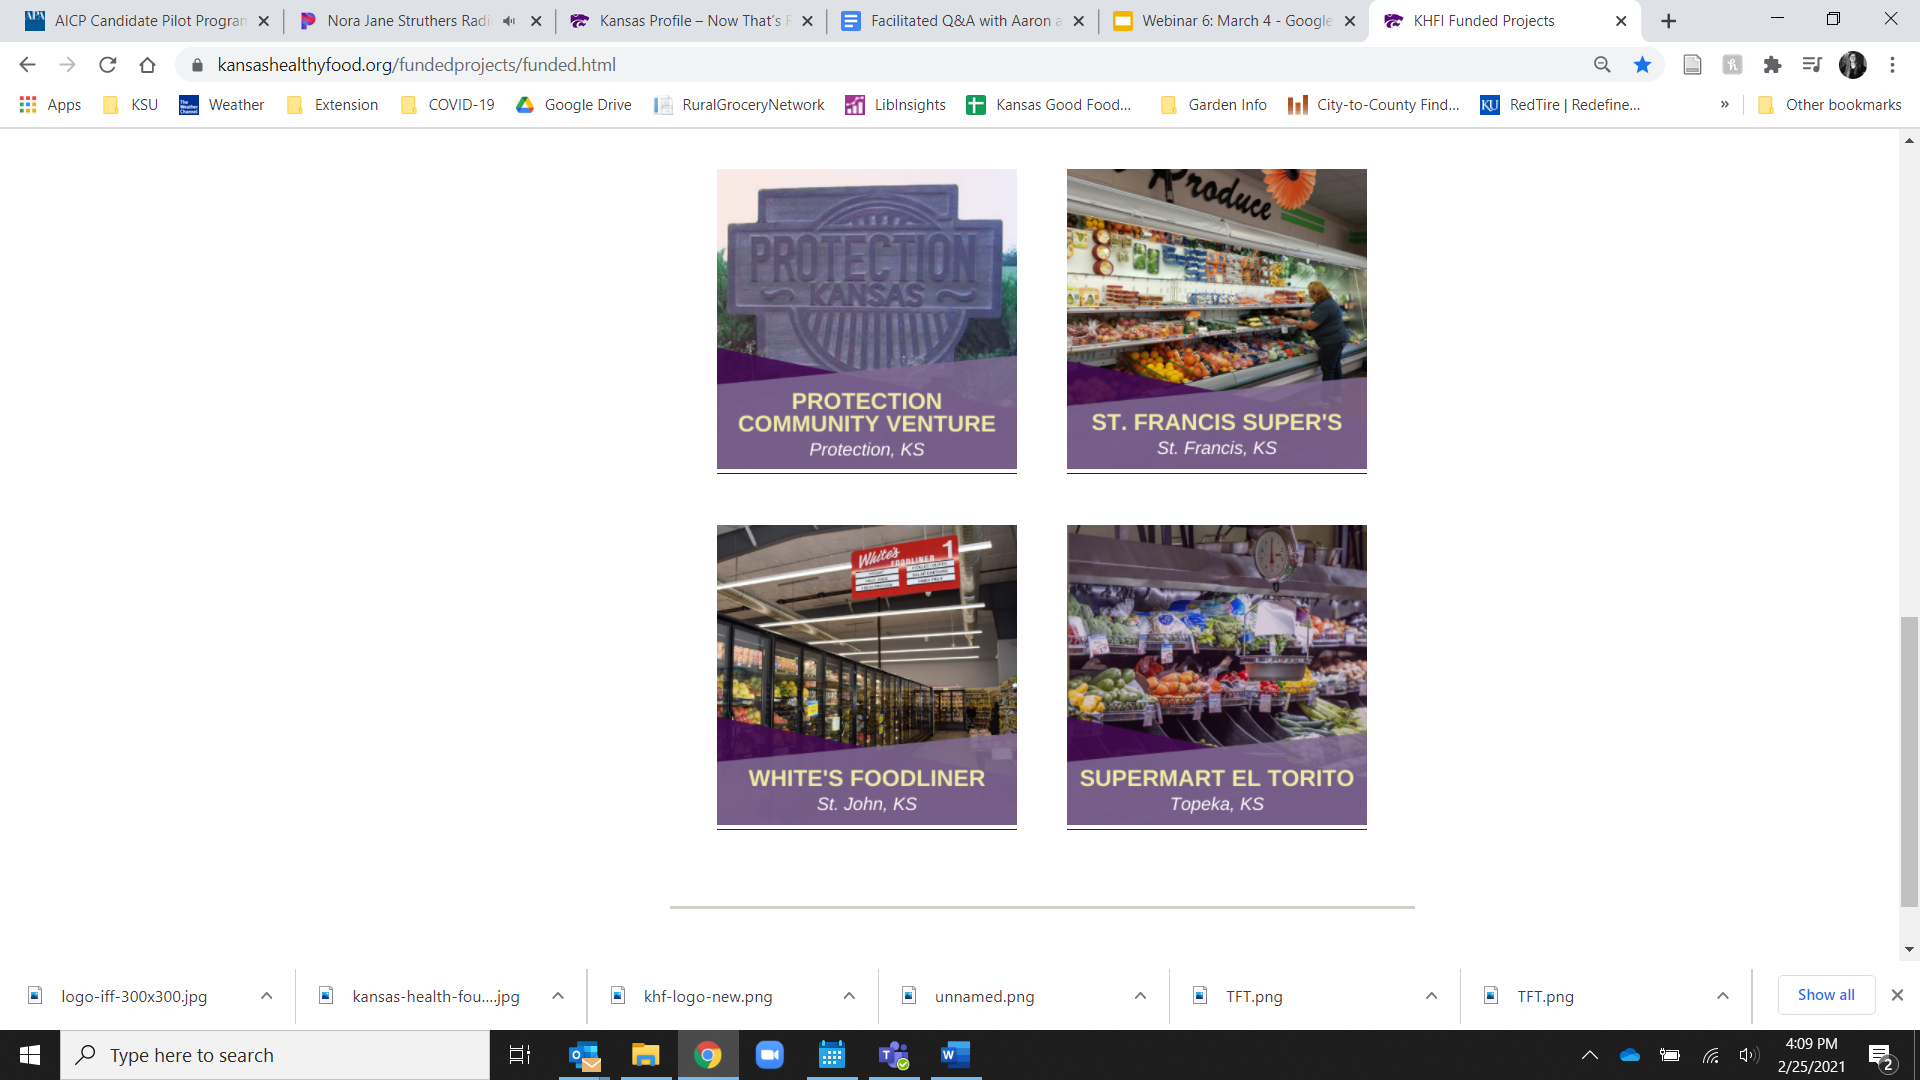 AICP Candidate Pilot Program
Nora Jane Struthers Radi
Kansas Profile – Now That's R
Facilitated Q&A with Aaron a
Webinar 6: March 4 - Google
KHFI Funded Projects
kansashealthyfood.org/fundedprojects/funded.html
Apps
KSU
Weather
Extension
COVID-19
Google Drive
RuralGroceryNetwork
LibInsights
Kansas Good Food...
Garden Info
City-to-County Find...
KU
RedTire | Redefine...
»
Other bookmarks
PROTECTION
KANSAS
PROTECTION
COMMUNITY VENTURE
Protection, KS
Produce
ST. FRANCIS SUPER'S
St. Francis, KS
White's
FOODLINER
1
WHITE'S FOODLINER
St. John, KS
SUPERMART EL TORITO
Topeka, KS
logo-iff-300x300.jpg
kansas-health-fou....jpg
khf-logo-new.png
unnamed.png
TFT.png
TFT.png
Show all
Type here to search
4:09 PM
2/25/2021
2